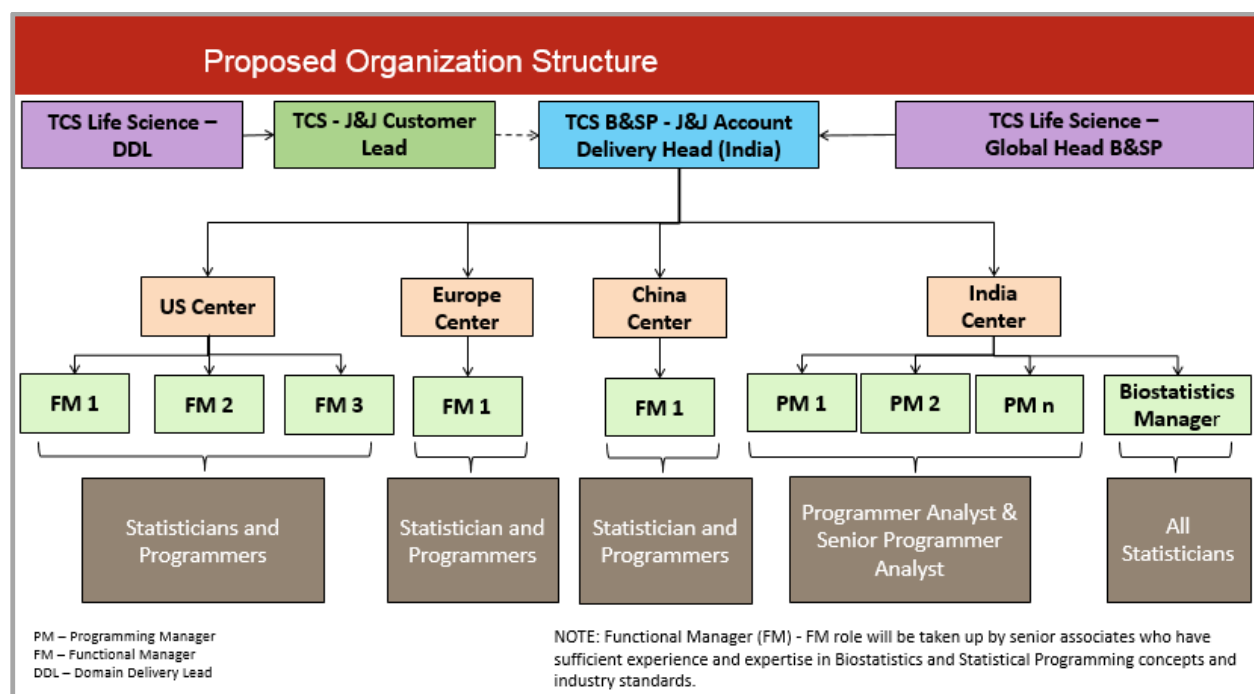 Proposed Organization Structure
TCS Life Science –
DDL
TCS - J&J Customer
Lead
TCS B&SP - J&J Account
Delivery Head (India)
TCS Life Science –
Global Head B&SP
US Center
Europe
Center
China
Center
India
Center
FM 1
FM 2
FM 3
FM 1
FM 1
PM 1
PM 2
PM n
Biostatistics
Manager
Statisticians and
Programmers
Statistician and
Programmers
Statistician and
Programmers
Programmer Analyst &
Senior Programmer
Analyst
All
Statisticians
PM – Programming Manager
FM – Functional Manager
DDL – Domain Delivery Lead
NOTE: Functional Manager (FM) - FM role will be taken up by senior associates who have
sufficient experience and expertise in Biostatistics and Statistical Programming concepts and
industry standards.